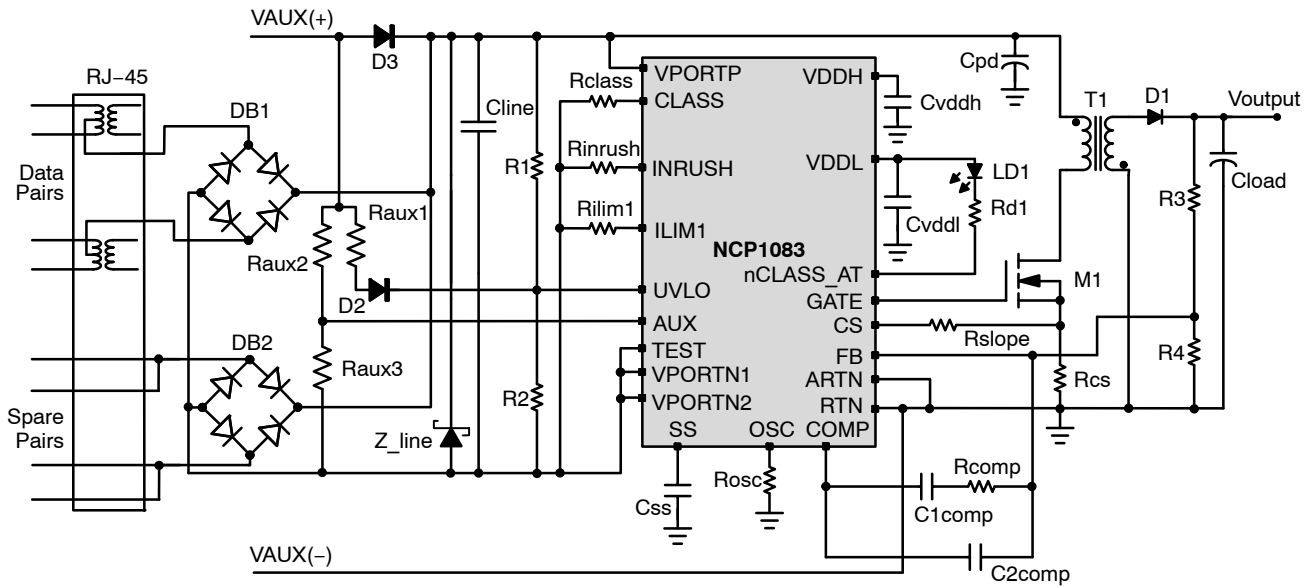 VAUX(+)
D3
RJ−45
DB1
Data
Pairs
Raux1
Raux2
D2
DB2
Raux3
Spare
Pairs
Z_line
Cline
R1
R2
Rclass
Rinrush
Rilim1
VPORTP
CLASS
INRUSH
ILIM1
NCP1083
UVLO
AUX
TEST
VPORTN1
VPORTN2
SS
OSC
COMP
VDDH
VDDL
nCLASS_AT
GATE
CS
FB
ARTN
RTN
Cvddh
Cvddl
LD1
Rd1
Cpd
T1
D1
Voutput
Cload
R3
R4
M1
Rslope
Rcs
Css
Rosc
Rcomp
C1comp
C2comp
VAUX(−)